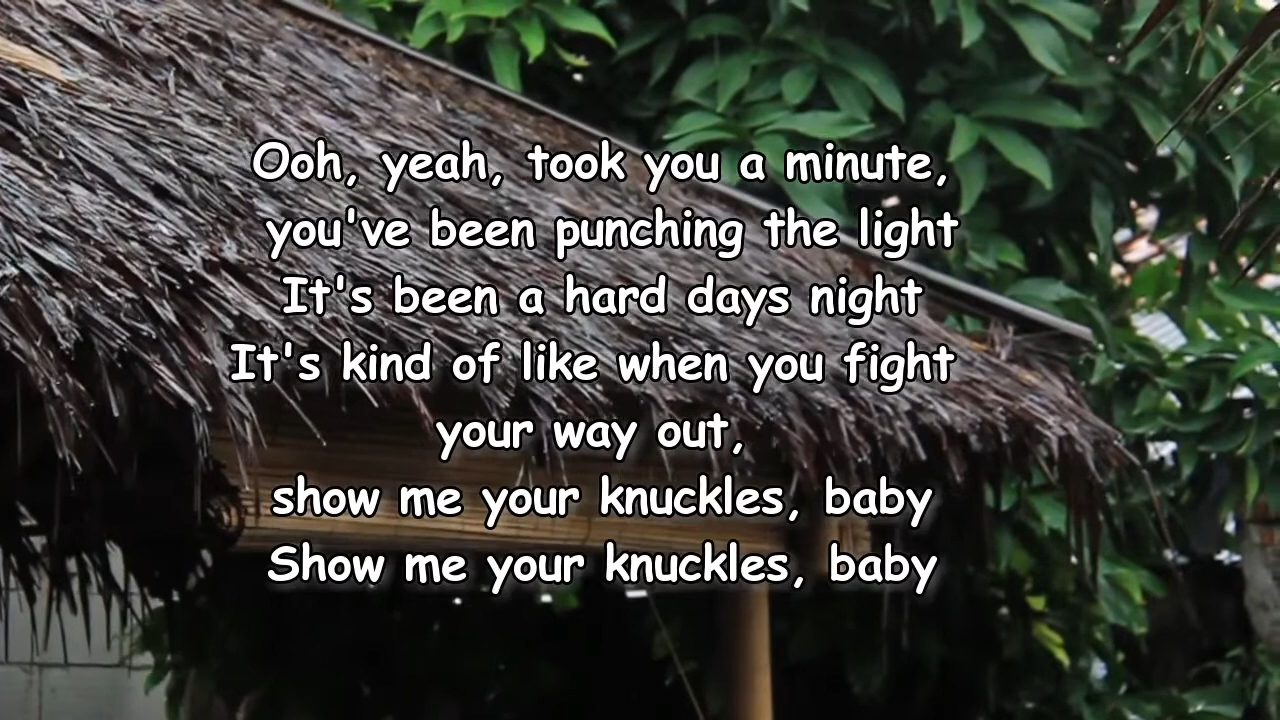 Ooh, yeah, took you a minute,
you've been punching the light
It's been a hard days night
It's kind of like when you fight
your way out,
show me your knuckles, baby
Show me your knuckles, baby